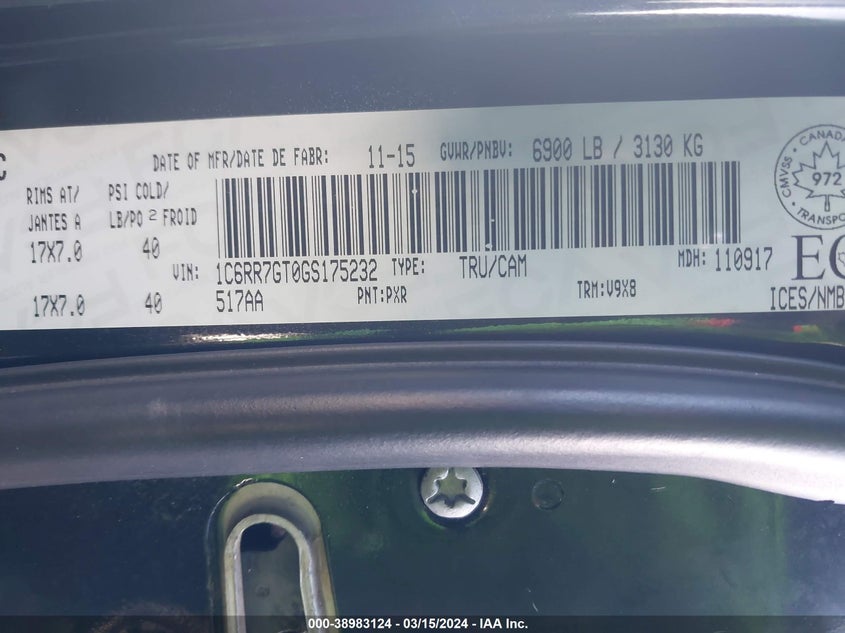 C
DATE OF MFR/DATE DE FABR: 11-15 GVWR/PNBV: 6900 LB / 3130 KG
RIMS AT/ PSI COLD/
JANTES A LB/PO 2 FROID
17X7.0 40
VIN: 1C6RR7GT0GS175232 TYPE: TRU/CAM MDH: 110917
17X7.0 40 517AA PNT:PXR TRM:V9X8 ICES/NMB
CANADA
CMVSS
972
TRANSPO
000-38983124 - 03/15/2024 - IAA Inc.